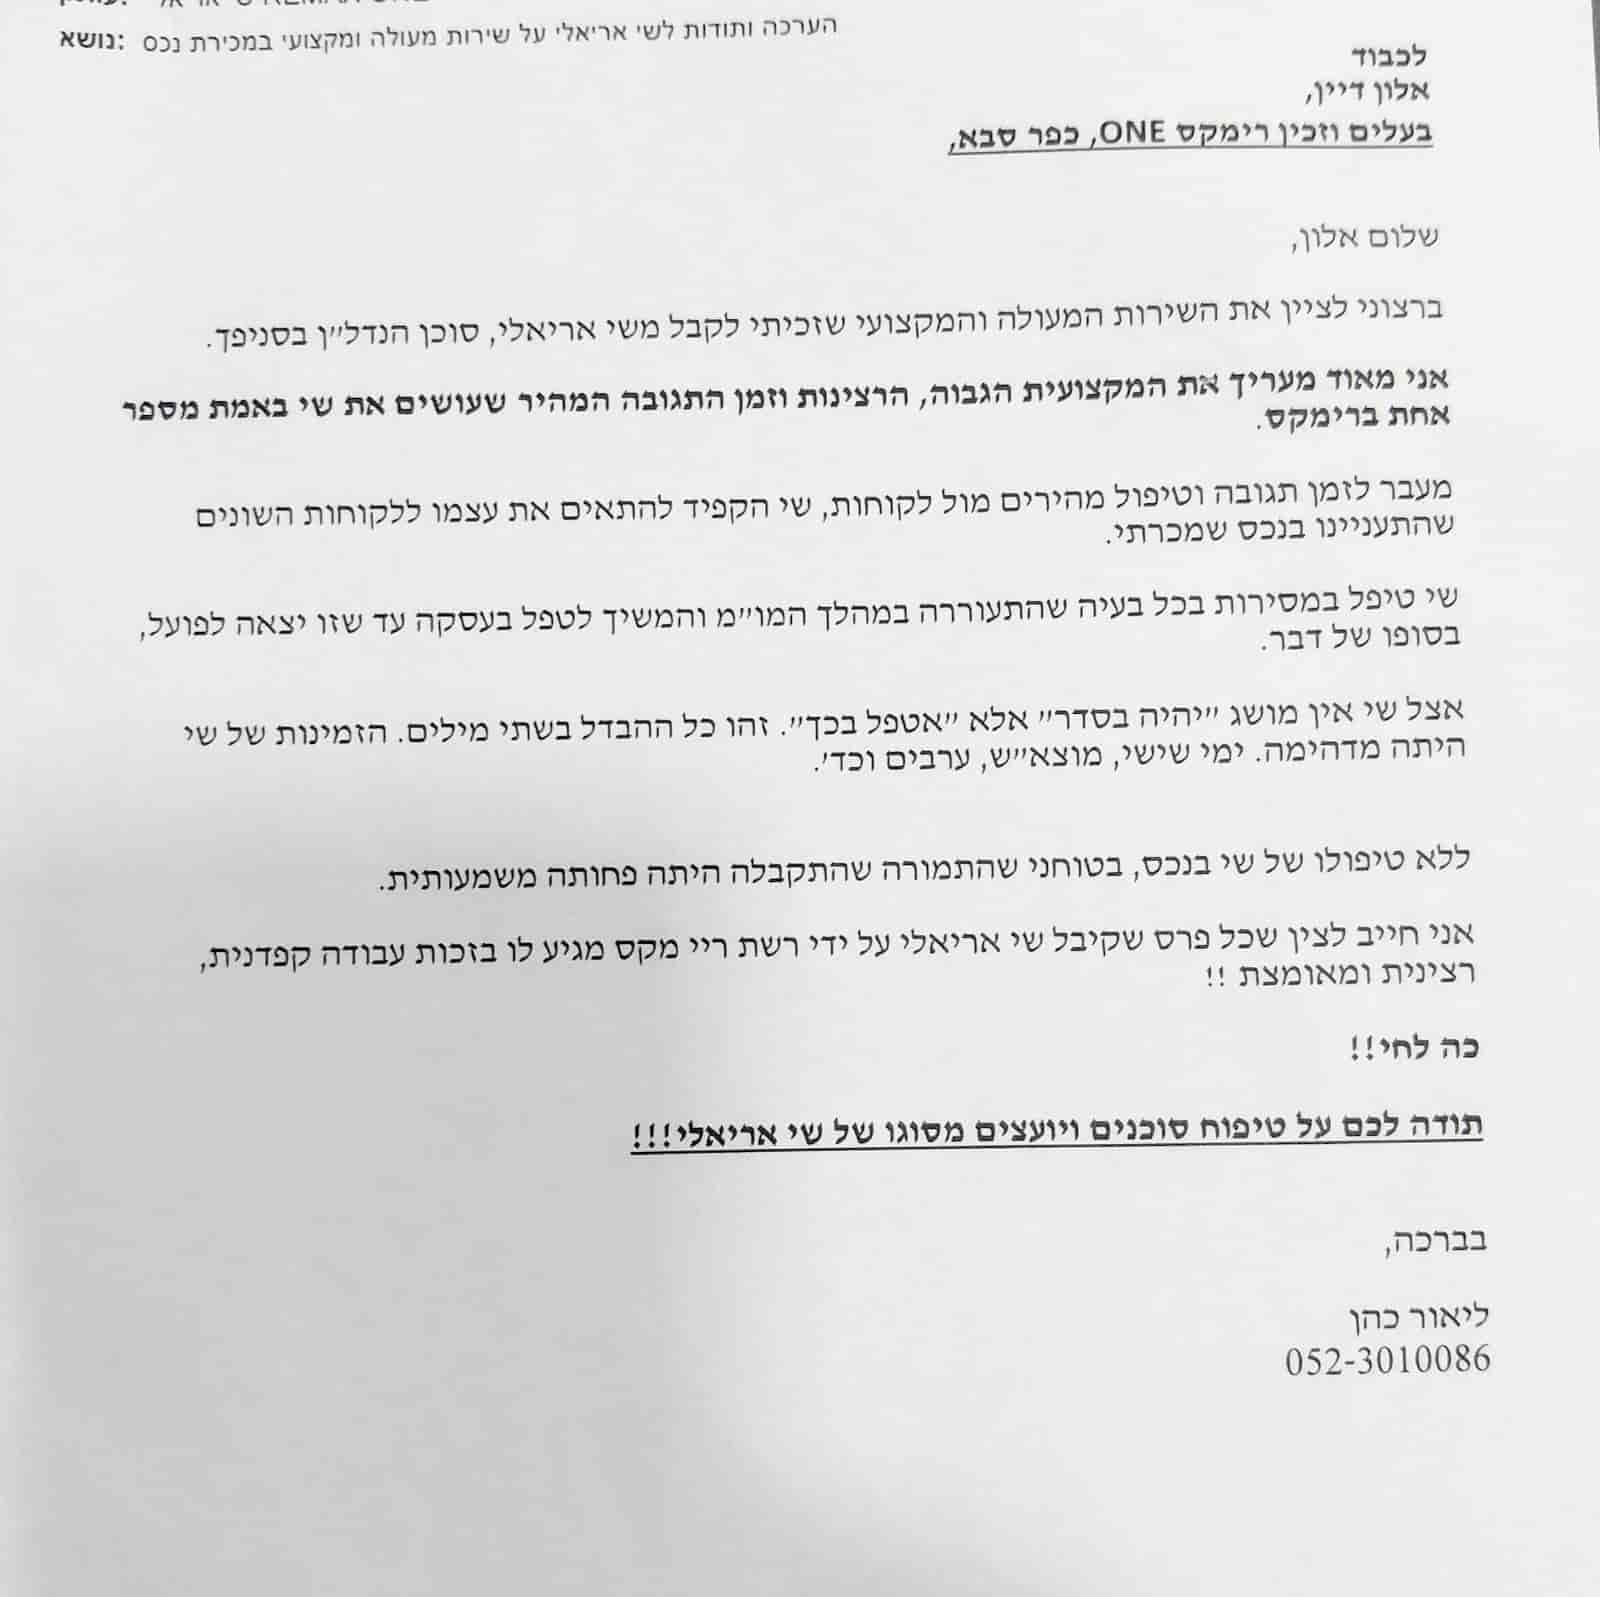 REMAX ONE
נושא: הערכה ותודות לשי אריאלי על שירות מעולה ומקצועי במכירת נכס
לכבוד
אלון דיין,
בעלים וזכין רימקס ONE, כפר סבא,
שלום אלון,
ברצוני לציין את השירות המעולה והמקצועי שזכיתי לקבל משי אריאלי, סוכן הנדל״ן בסניפך.
אני מאוד מעריך את המקצועית הגבוה, הרצינות וזמן התגובה המהיר שעושים את שי באמת מספר
אחת ברימקס.
מעבר לזמן תגובה וטיפול מהירים מול לקוחות, שי הקפיד להתאים את עצמו ללקוחות השונים
שהתעניינו בנכס שמכרתי.
שי טיפל במסירות בכל בעיה שהתעוררה במהלך המו״מ והמשיך לטפל בעסקה עד שזו יצאה לפועל,
בסופו של דבר.
אצל שי אין מושג ״יהיה בסדר״ אלא ״אטפל בכך״. זהו כל ההבדל בשתי מילים. הזמינות של שי
היתה מדהימה. ימי שישי, מוצא״ש, ערבים וכד׳.
ללא טיפולו של שי בנכס, בטוחני שהתמורה שהתקבלה היתה פחותה משמעותית.
אני חייב לצין שכל פרס שקיבל שי אריאלי על ידי רשת ריי מקס מגיע לו בזכות עבודה קפדנית,
רצינית ומאומצת !!
כה לחי!!
תודה לכם על טיפוח סוכנים ויועצים מסוגו של שי אריאלי!!!
בברכה,
ליאור כהן
052-3010086